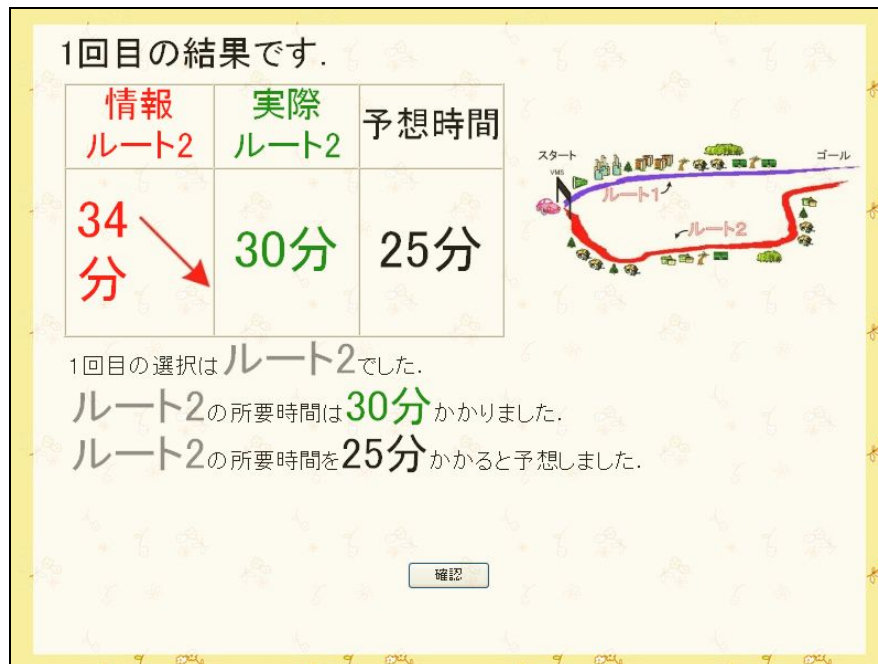 1回目の結果です.
情報
ルート2
実際
ルート2
予想時間
34
分
30分
25分
スタート
VMS
ゴール
ルート1
ルート2
1回目の選択はルート2でした.
ルート2の所要時間は30分かかりました.
ルート2の所要時間を25分かかると予想しました.
確認